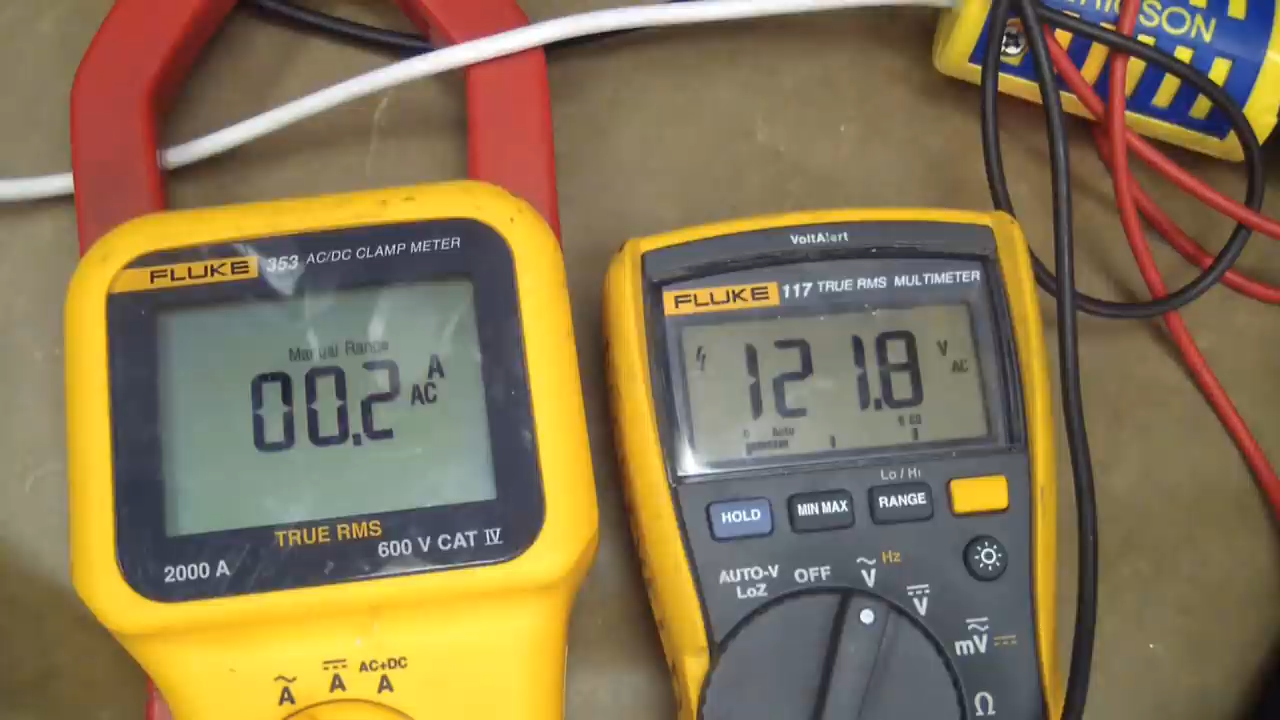 SON
FLUKE 353 AC/DC CLAMP METER
Manual Range
00.2 A AC
TRUE RMS
600 V CAT IV
2000 A
A A AC+DC A
VoltAlert
FLUKE 117 TRUE RMS MULTIMETER
121.8 V AC
Auto
Lo / Hi
HOLD MIN MAX RANGE
AUTO-V LoZ
OFF
V Hz
V
mV
Ω